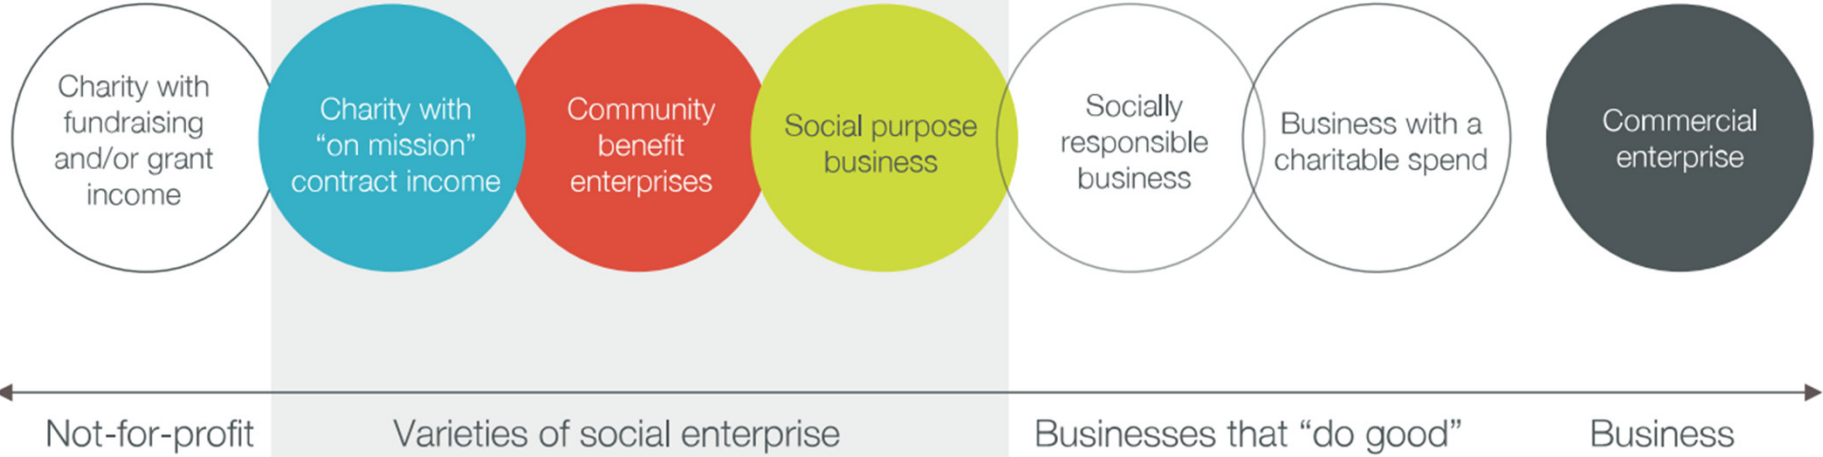 Charity with
fundraising
and/or grant
income
Charity with
“on mission”
contract income
Community
benefit
enterprises
Social purpose
business
Socially
responsible
business
Business with a
charitable spend
Commercial
enterprise
Not-for-profit
Varieties of social enterprise
Businesses that “do good”
Business